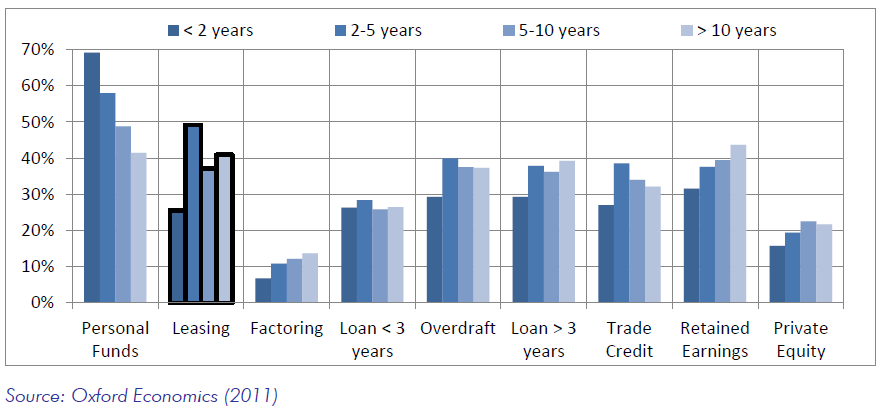 < 2 years 2-5 years 5-10 years > 10 years
70%
60%
50%
40%
30%
20%
10%
0%
Personal Funds
Leasing
Factoring
Loan < 3 years
Overdraft
Loan > 3 years
Trade Credit
Retained Earnings
Private Equity
Source: Oxford Economics (2011)